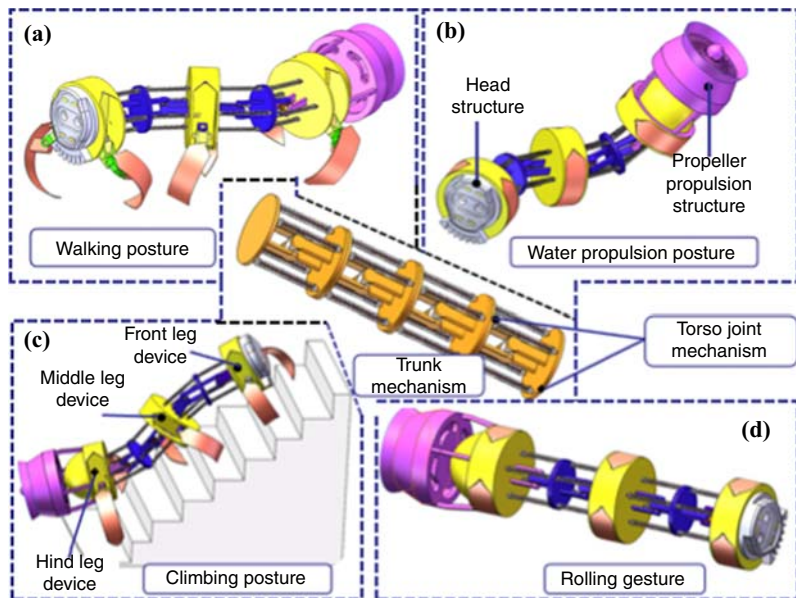 (a)
Walking posture
(b)
Head
structure
Propeller
propulsion
structure
Water propulsion posture
Trunk
mechanism
Torso joint
mechanism
(c)
Front leg
device
Middle leg
device
Hind leg
device
Climbing posture
(d)
Rolling gesture